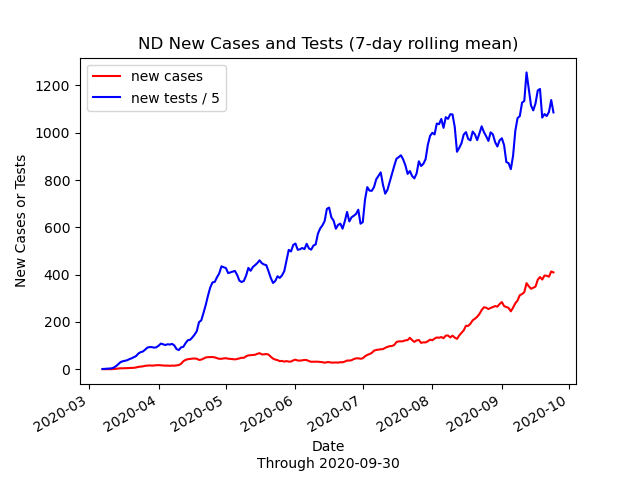 ND New Cases and Tests (7-day rolling mean)
new cases
new tests / 5
New Cases or Tests
1200
1000
800
600
400
200
0
2020-03
2020-04
2020-05
2020-06
2020-07
2020-08
2020-09
2020-10
Date
Through 2020-09-30